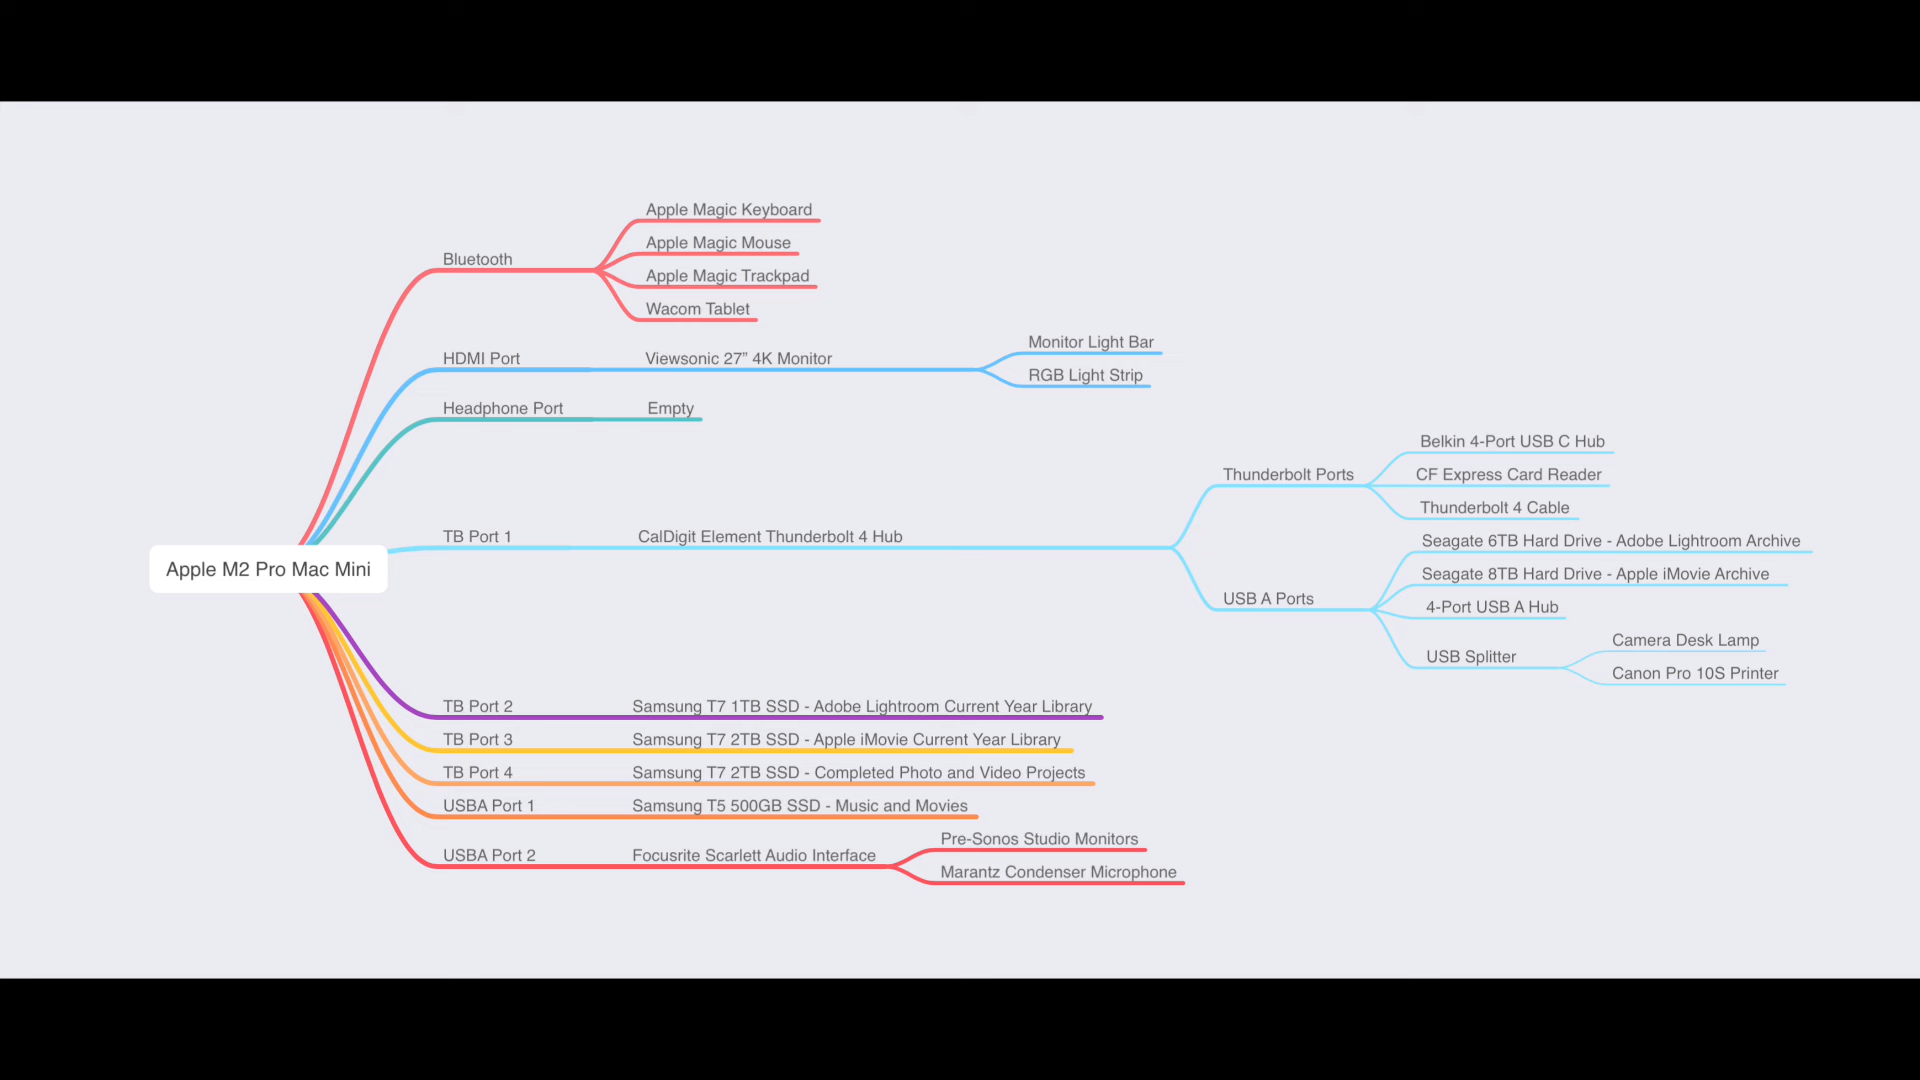 Apple M2 Pro Mac Mini
Bluetooth
Apple Magic Keyboard
Apple Magic Mouse
Apple Magic Trackpad
Wacom Tablet
HDMI Port
Viewsonic 27” 4K Monitor
Monitor Light Bar
RGB Light Strip
Headphone Port
Empty
TB Port 1
CalDigit Element Thunderbolt 4 Hub
Thunderbolt Ports
Belkin 4-Port USB C Hub
CF Express Card Reader
Thunderbolt 4 Cable
USB A Ports
Seagate 6TB Hard Drive - Adobe Lightroom Archive
Seagate 8TB Hard Drive - Apple iMovie Archive
4-Port USB A Hub
USB Splitter
Camera Desk Lamp
Canon Pro 10S Printer
TB Port 2
Samsung T7 1TB SSD - Adobe Lightroom Current Year Library
TB Port 3
Samsung T7 2TB SSD - Apple iMovie Current Year Library
TB Port 4
Samsung T7 2TB SSD - Completed Photo and Video Projects
USBA Port 1
Samsung T5 500GB SSD - Music and Movies
USBA Port 2
Focusrite Scarlett Audio Interface
Pre-Sonos Studio Monitors
Marantz Condenser Microphone